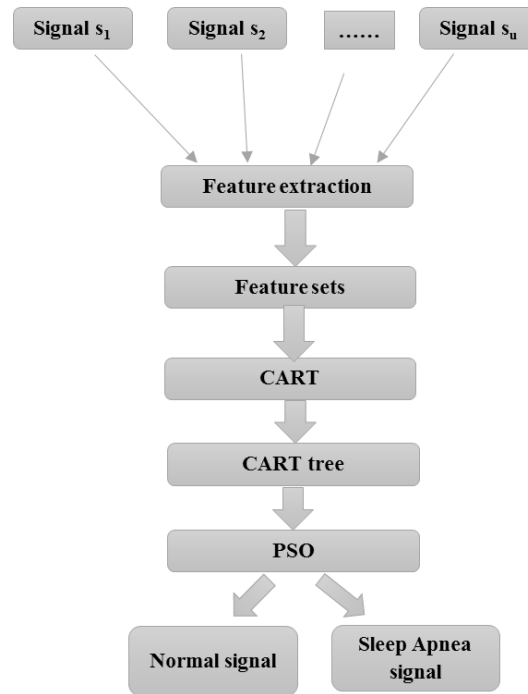 Signal s₁
Signal s₂
......
Signal sᵤ
Feature extraction
Feature sets
CART
CART tree
PSO
Normal signal
Sleep Apnea
signal